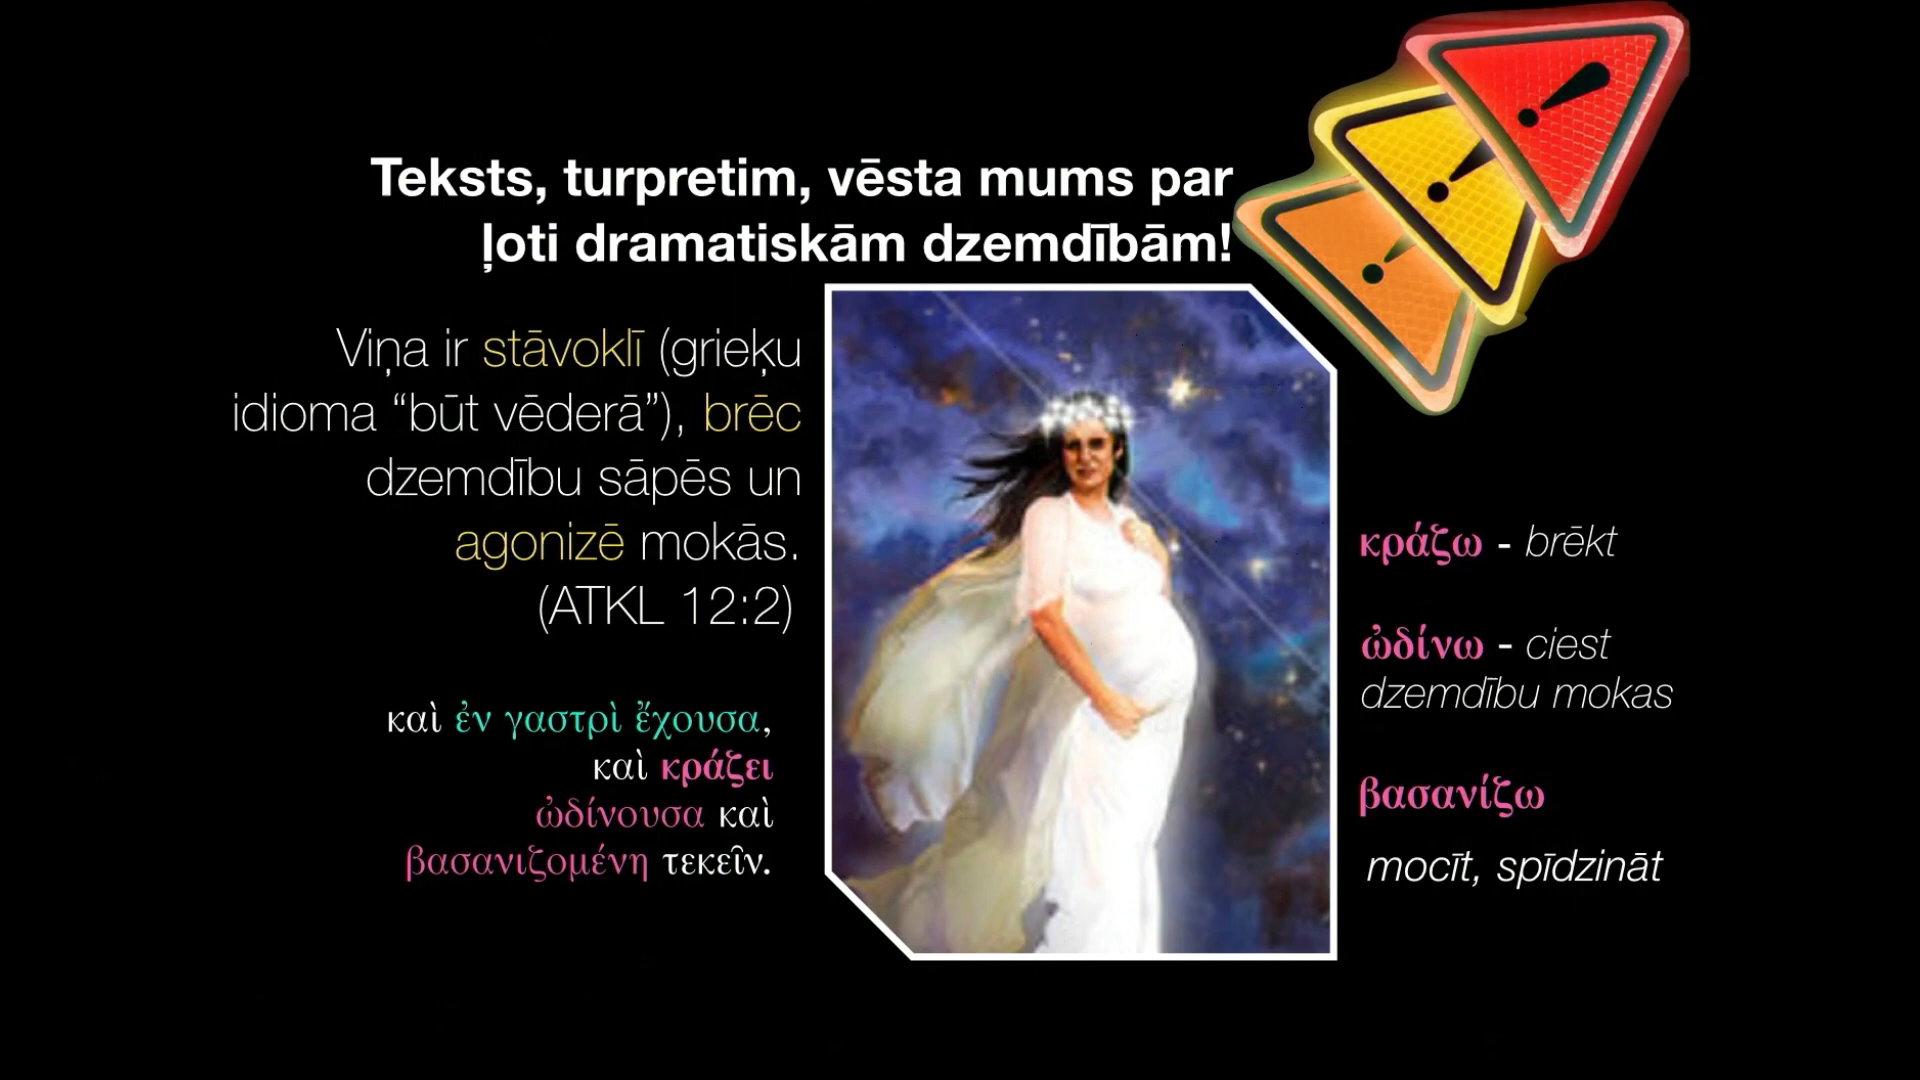 Teksts, turpretim, vēsta mums par
ļoti dramatiskām dzemdībām!
Viņa ir stāvoklī (grieķu
idioma “būt vēderā”), brēc
dzemdību sāpēs un
agonizē mokās.
(ATKL 12:2)
καὶ ἐν γαστρὶ ἔχουσα,
καὶ κράζει
ὠδίνουσα καὶ
βασανιζομένη τεκεῖν.
κράζω - brēkt
ὠδίνω - ciest
dzemdību mokas
βασανίζω
mocīt, spīdzināt